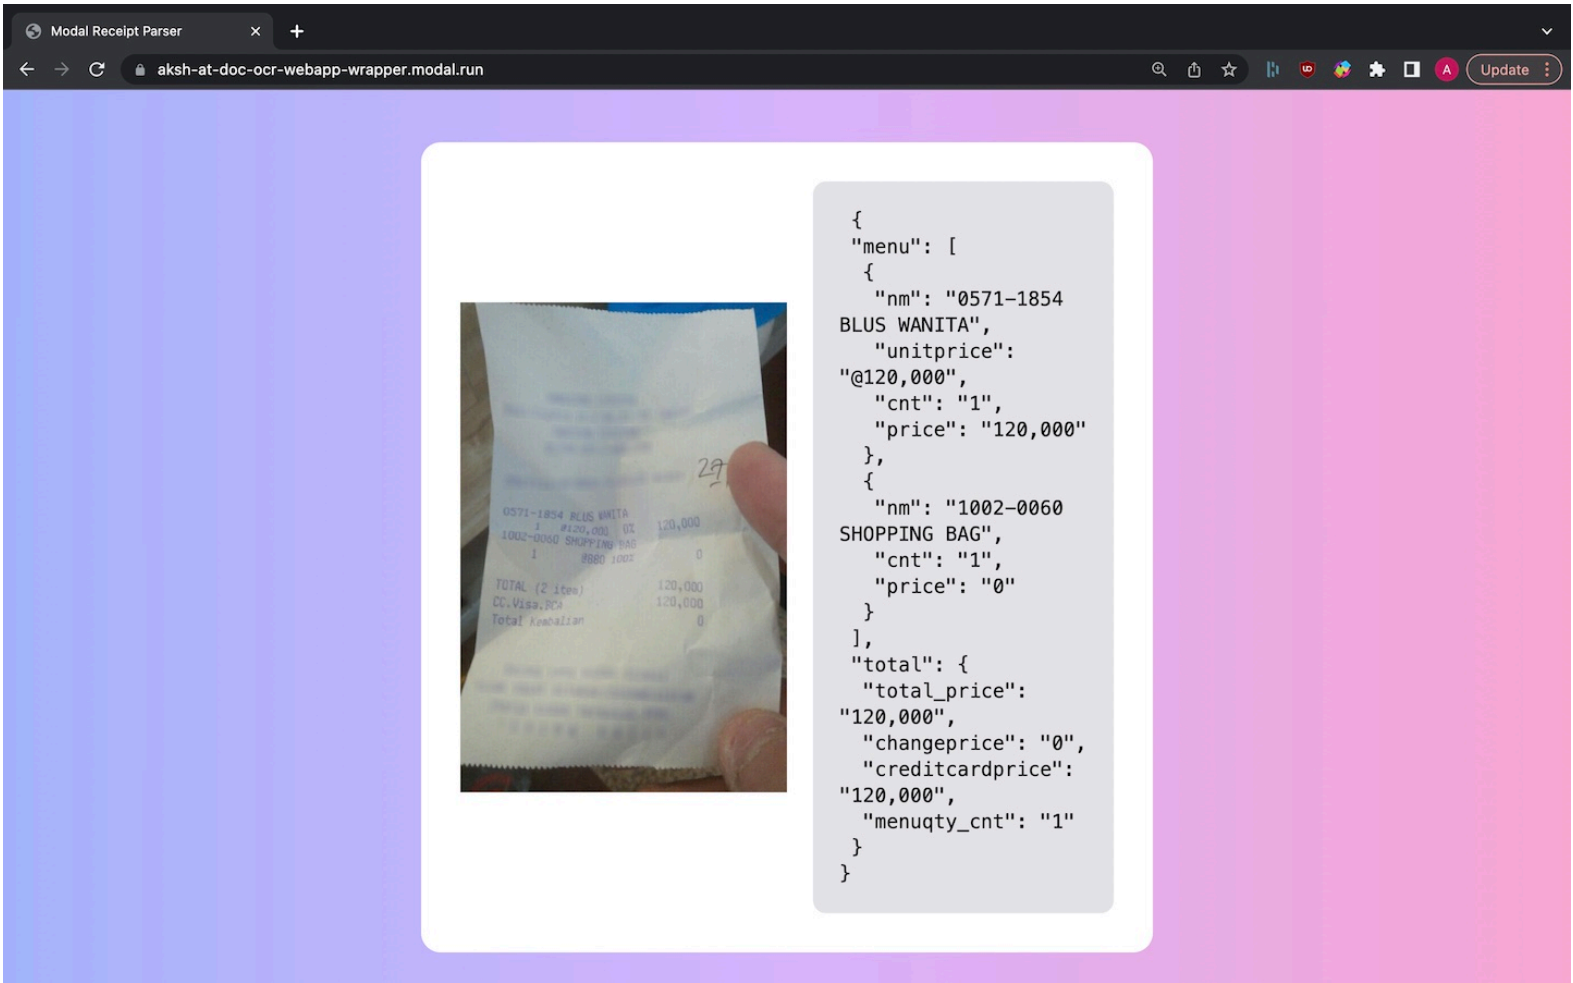 Modal Receipt Parser
aksh-at-doc-ocr-webapp-wrapper.modal.run
A
Update
27
0571-1854 BLUS WANITA
1 @120,000 0% 120,000
1002-0060 SHOPPING BAG
1 @880 100% 0
TOTAL (2 item) 120,000
CC.Visa.BCA 120,000
Total Kembalian 0
{
"menu": [
{
"nm": "0571-1854
BLUS WANITA",
"unitprice":
"@120,000",
"cnt": "1",
"price": "120,000"
},
{
"nm": "1002-0060
SHOPPING BAG",
"cnt": "1",
"price": "0"
}
],
"total": {
"total_price":
"120,000",
"changeprice": "0",
"creditcardprice":
"120,000",
"menuqty_cnt": "1"
}
}